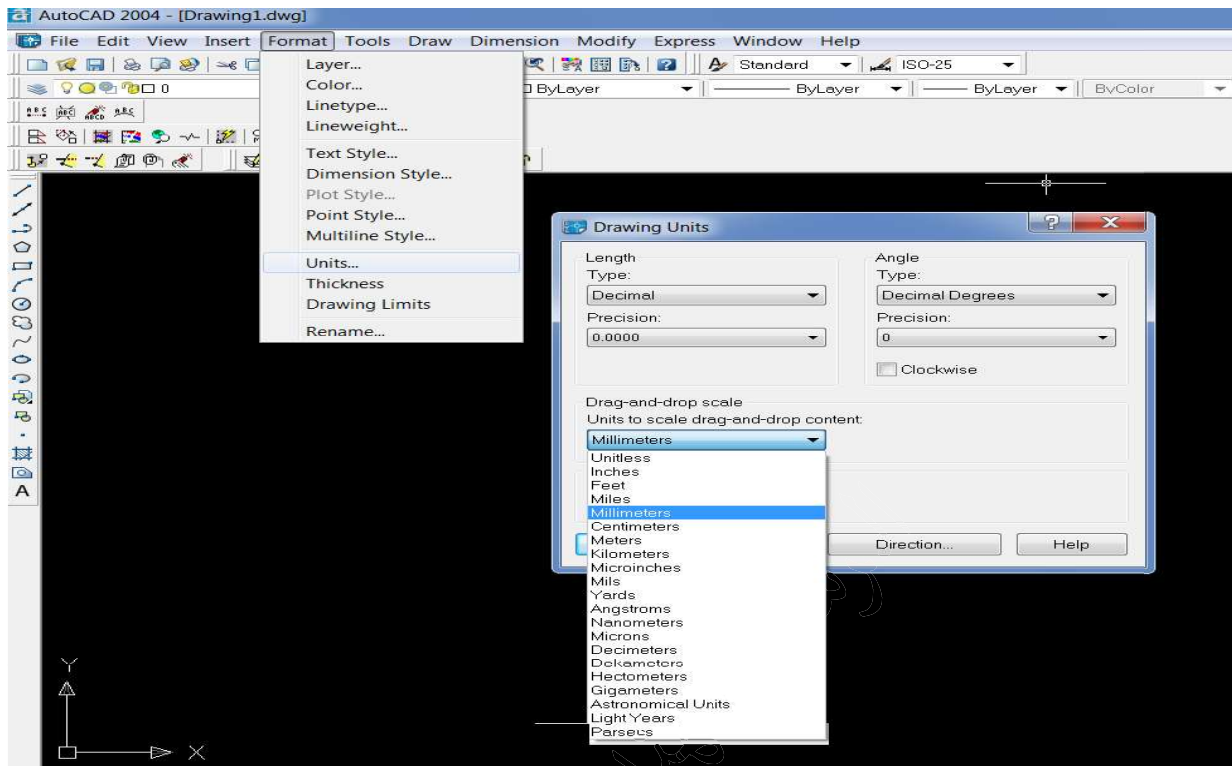 AutoCAD 2004 - [Drawing1.dwg]
File Edit View Insert Format Tools Draw Dimension Modify Express Window Help
Standard ISO-25
0 ByLayer ByLayer ByLayer ByColor
Layer...
Color...
Linetype...
Lineweight...
Text Style...
Dimension Style...
Plot Style...
Point Style...
Multiline Style...
Units...
Thickness
Drawing Limits
Rename...
Drawing Units
Length
Type:
Decimal
Precision:
0.0000
Angle
Type:
Decimal Degrees
Precision:
0
Clockwise
Drag-and-drop scale
Units to scale drag-and-drop content:
Millimeters
Unitless
Inches
Feet
Miles
Millimeters
Centimeters
Meters
Kilometers
Microinches
Mils
Yards
Angstroms
Nanometers
Microns
Decimeters
Dekameters
Hectometers
Gigameters
Astronomical Units
Light Years
Parsecs
Direction...
Help
A
Y
X